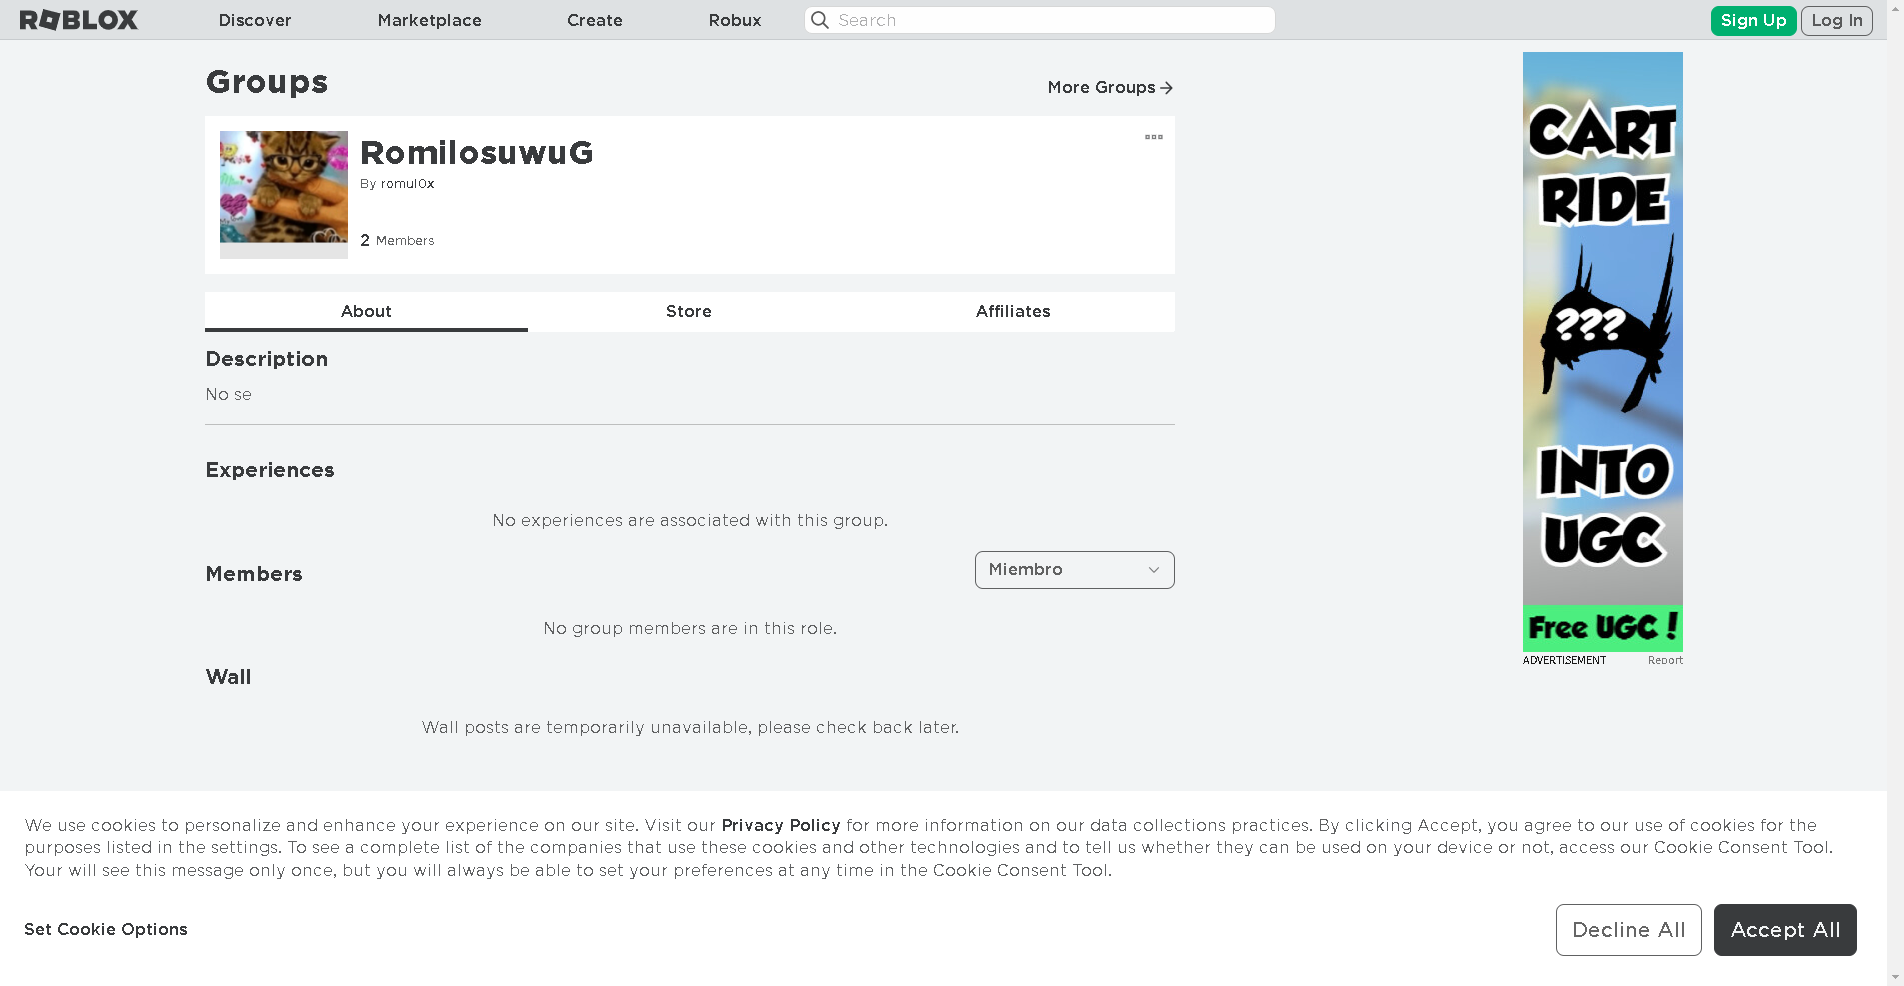 ROBLOX
Discover
Marketplace
Create
Robux
Search
Sign Up
Log In
Groups
More Groups
RomilosuwuG
By romul0x
2 Members
About
Store
Affiliates
Description
No se
Experiences
No experiences are associated with this group.
Members
Miembro
No group members are in this role.
Wall
Wall posts are temporarily unavailable, please check back later.
CART
RIDE
???
INTO
UGC
Free UGC !
ADVERTISEMENT
Report
We use cookies to personalize and enhance your experience on our site. Visit our Privacy Policy for more information on our data collections practices. By clicking Accept, you agree to our use of cookies for the
purposes listed in the settings. To see a complete list of the companies that use these cookies and other technologies and to tell us whether they can be used on your device or not, access our Cookie Consent Tool.
Your will see this message only once, but you will always be able to set your preferences at any time in the Cookie Consent Tool.
Set Cookie Options
Decline All
Accept All